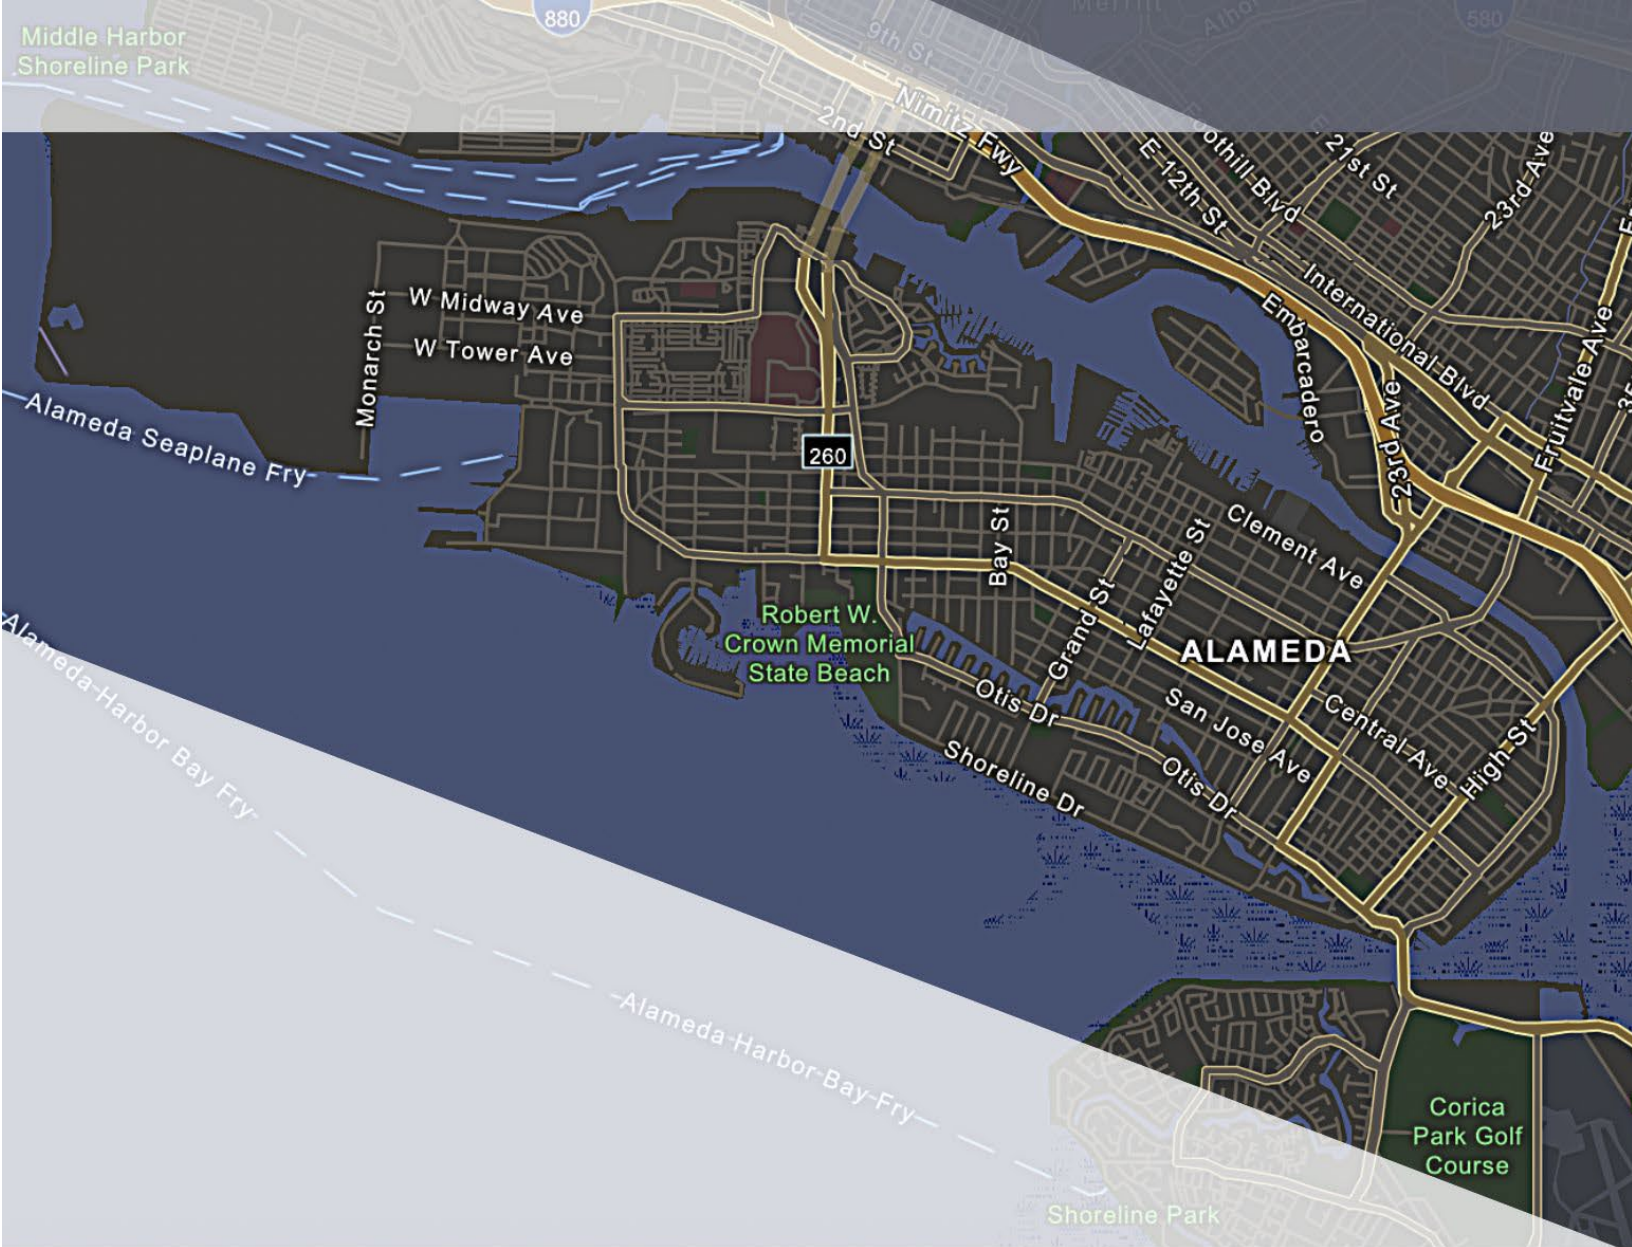 880
580
Merritt
Middle Harbor
Shoreline Park
9th St
Nimitz Fwy
2nd St
E 12th St
Foothill Blvd
E 21st St
23rd Ave
W Midway Ave
W Tower Ave
Monarch St
International Blvd
Embarcadero
23rd Ave
Fruitvale Ave
Alameda Seaplane Fry
260
Bay St
Clement Ave
Lafayette St
Grand St
Robert W.
Crown Memorial
State Beach
ALAMEDA
Otis Dr
San Jose Ave
Central Ave
High St
Shoreline Dr
Otis Dr
Alameda-Harbor Bay Fry
Alameda-Harbor-Bay-Fry
Corica
Park Golf
Course
Shoreline Park